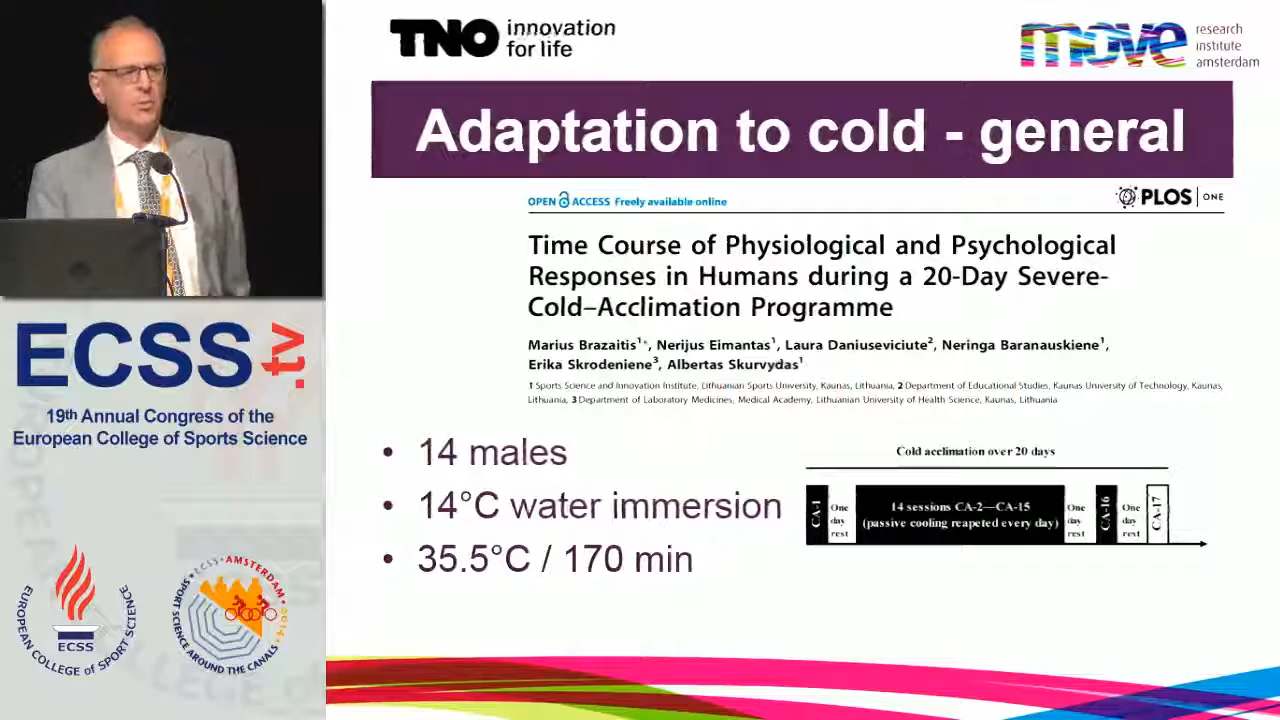 TNO innovation
for life
move research
institute
amsterdam
Adaptation to cold - general
OPEN ACCESS Freely available online
PLOS | ONE
Time Course of Physiological and Psychological
Responses in Humans during a 20-Day Severe-
Cold–Acclimation Programme
Marius Brazaitis1*, Nerijus Eimantas1, Laura Daniuseviciute2, Neringa Baranauskiene1,
Erika Skrodeniene3, Albertas Skurvydas1
1 Sports Science and Innovation Institute, Lithuanian Sports University, Kaunas, Lithuania, 2 Department of Educational Studies, Kaunas University of Technology, Kaunas,
Lithuania, 3 Department of Laboratory Medicines, Medical Academy, Lithuanian University of Health Science, Kaunas, Lithuania
• 14 males
• 14°C water immersion
• 35.5°C / 170 min
Cold acclimation over 20 days
CA-1
One
day
rest
14 sessions CA-2—CA-15
(passive cooling reapeted every day)
One
day
rest
CA-16
One
day
rest
CA-17
ECSS.tv
19th Annual Congress of the
European College of Sports Science
EUROPEAN COLLEGE of SPORT SCIENCE
ECSS
ECSS • AMSTERDAM 2014
SPORT SCIENCE AROUND THE CANALS